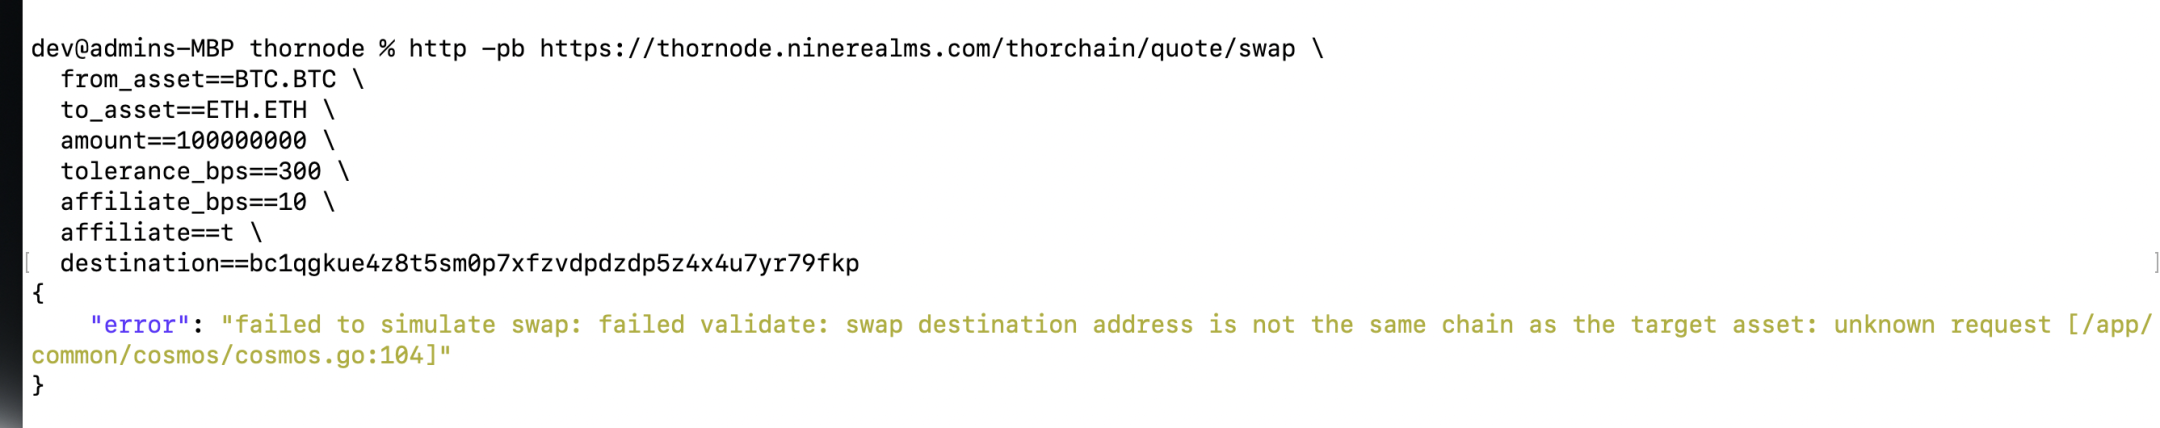 dev@admins-MBP thornode % http -pb https://thornode.ninerealms.com/thorchain/quote/swap \
  from_asset==BTC.BTC \
  to_asset==ETH.ETH \
  amount==100000000 \
  tolerance_bps==300 \
  affiliate_bps==10 \
  affiliate==t \
[  destination==bc1qgkue4z8t5sm0p7xfzvdpdzdp5z4x4u7yr79fkp ]
{
    "error": "failed to simulate swap: failed validate: swap destination address is not the same chain as the target asset: unknown request [/app/
common/cosmos/cosmos.go:104]"
}